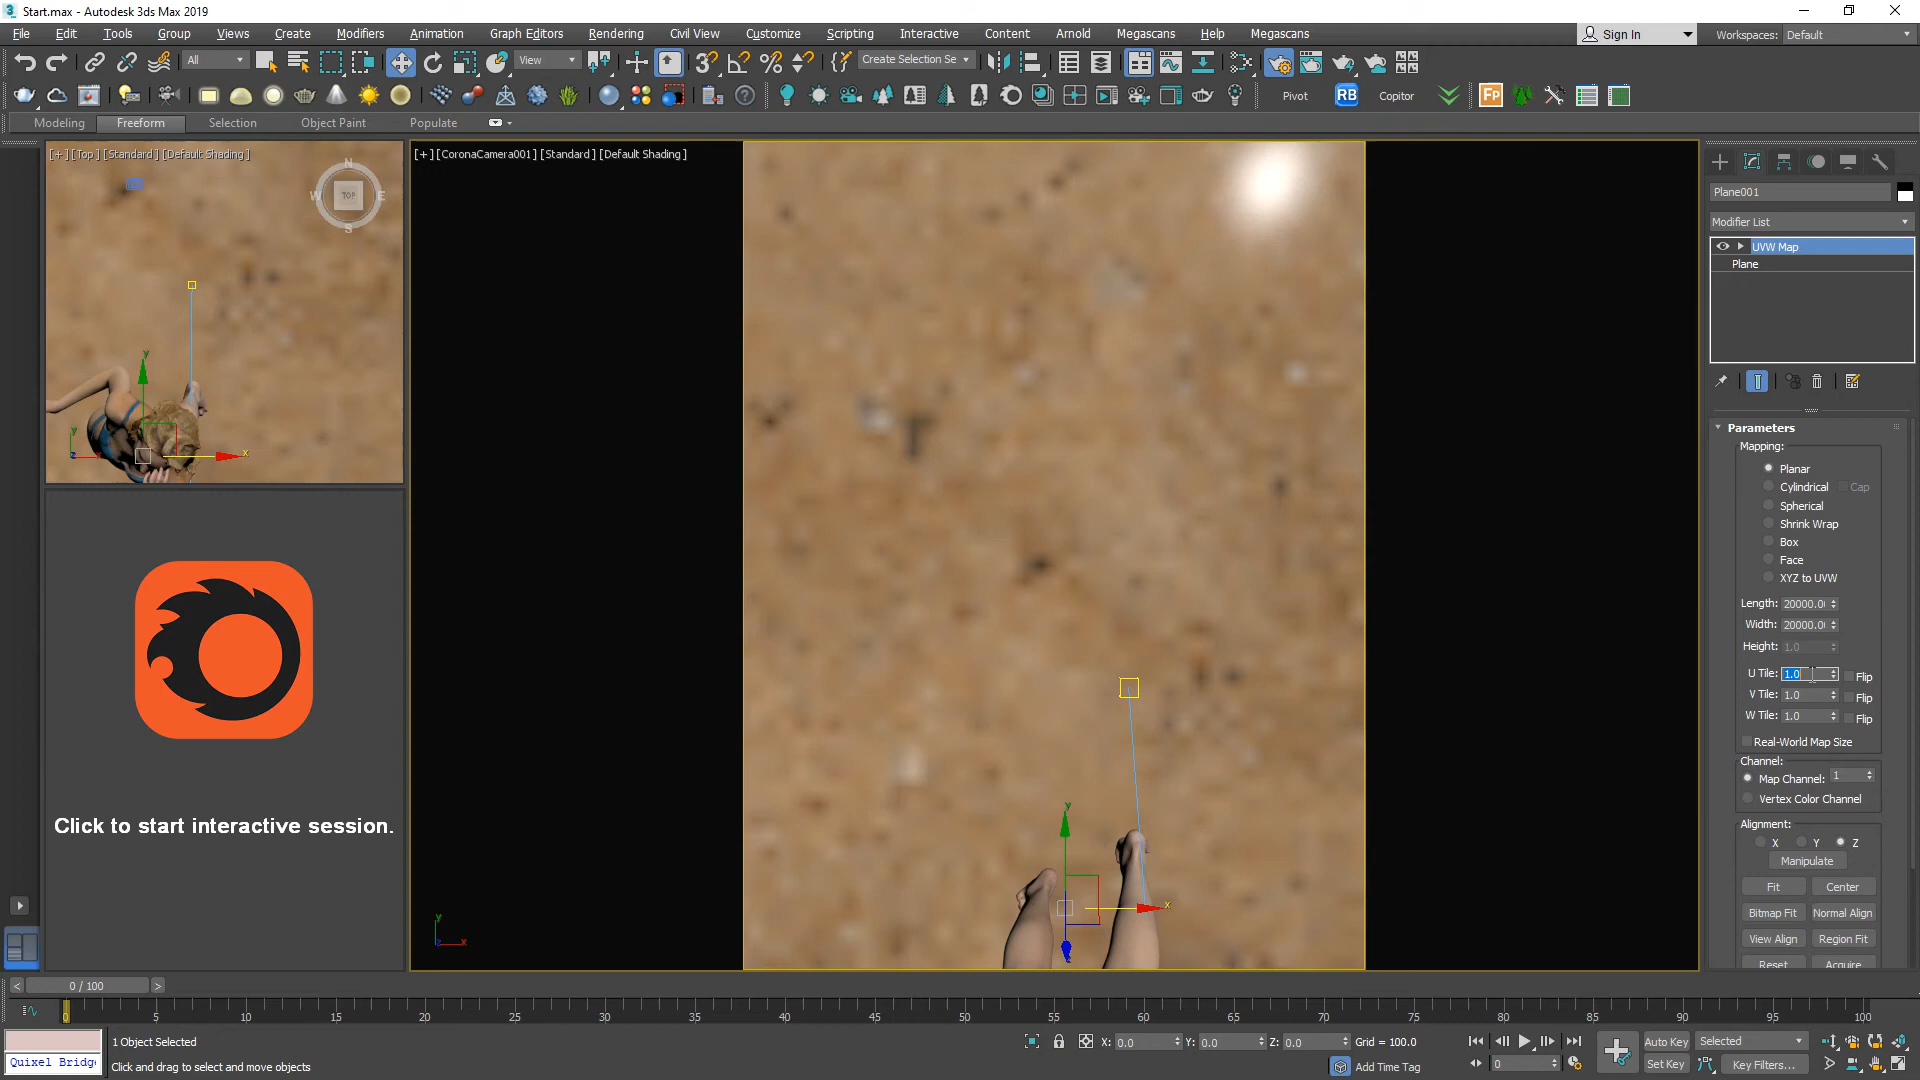 Start.max - Autodesk 3ds Max 2019
File Edit Tools Group Views Create Modifiers Animation Graph Editors Rendering Civil View Customize Scripting Interactive Content Arnold Megascans Help Megascans Sign In Workspaces: Default
All View Create Selection Se
Pivot RB Copitor Fp
Modeling Freeform Selection Object Paint Populate
[+] [Top] [Standard] [Default Shading]
N
W TOP E
S
y
x
y
[+] [CoronaCamera001] [Standard] [Default Shading]
y
x
y
x
Click to start interactive session.
Plane001
Modifier List
UVW Map
Plane
Parameters
Mapping:
Planar
Cylindrical Cap
Spherical
Shrink Wrap
Box
Face
XYZ to UVW
Length: 20000.0
Width: 20000.0
Height: 1.0
U Tile: 1.0 Flip
V Tile: 1.0 Flip
W Tile: 1.0 Flip
Real-World Map Size
Channel:
Map Channel: 1
Vertex Color Channel
Alignment:
X Y Z
Manipulate
Fit Center
Bitmap Fit Normal Align
View Align Region Fit
Reset Acquire
< 0 / 100 >
0 5 10 15 20 25 30 35 40 45 50 55 60 65 70 75 80 85 90 95 100
1 Object Selected X: 0.0 Y: 0.0 Z: 0.0 Grid = 100.0 Auto Key Selected
Quixel Bridg Click and drag to select and move objects Add Time Tag 0 Set Key Key Filters...